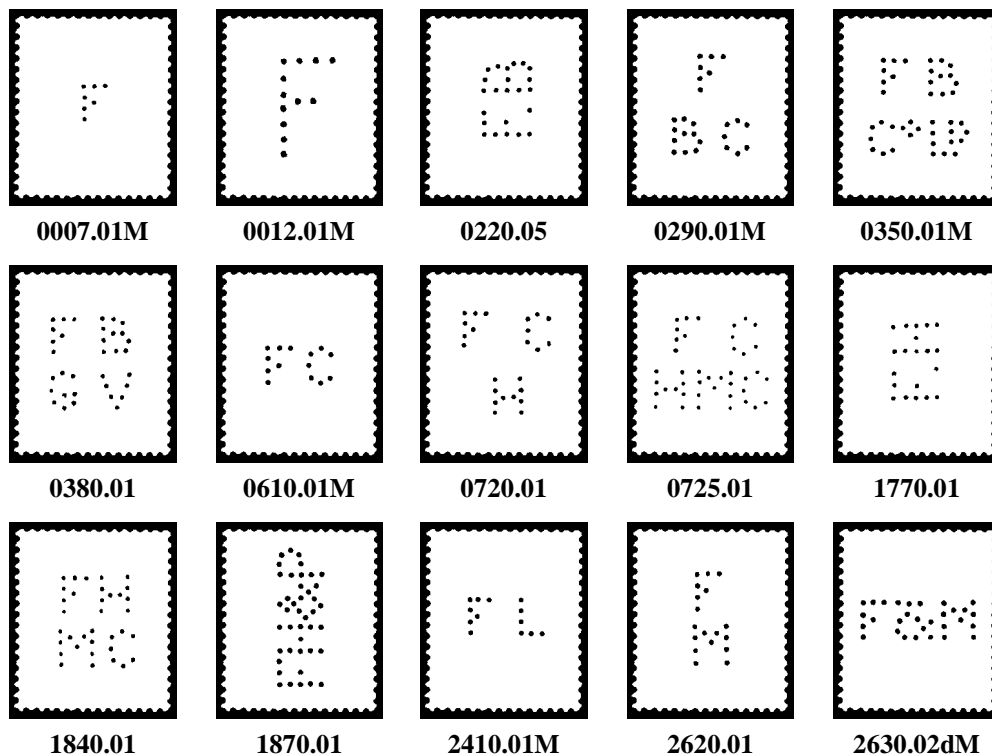 F F F B F F B
B C C & L P
0007.01M 0012.01M 0220.05 0290.01M 0350.01M
F B F C F C F C F H
G V H H M C
0380.01 0610.01M 0720.01 0725.01 1770.01
F H F H & P F L F F & M
M C M
1840.01 1870.01 2410.01M 2620.01 2630.02dM